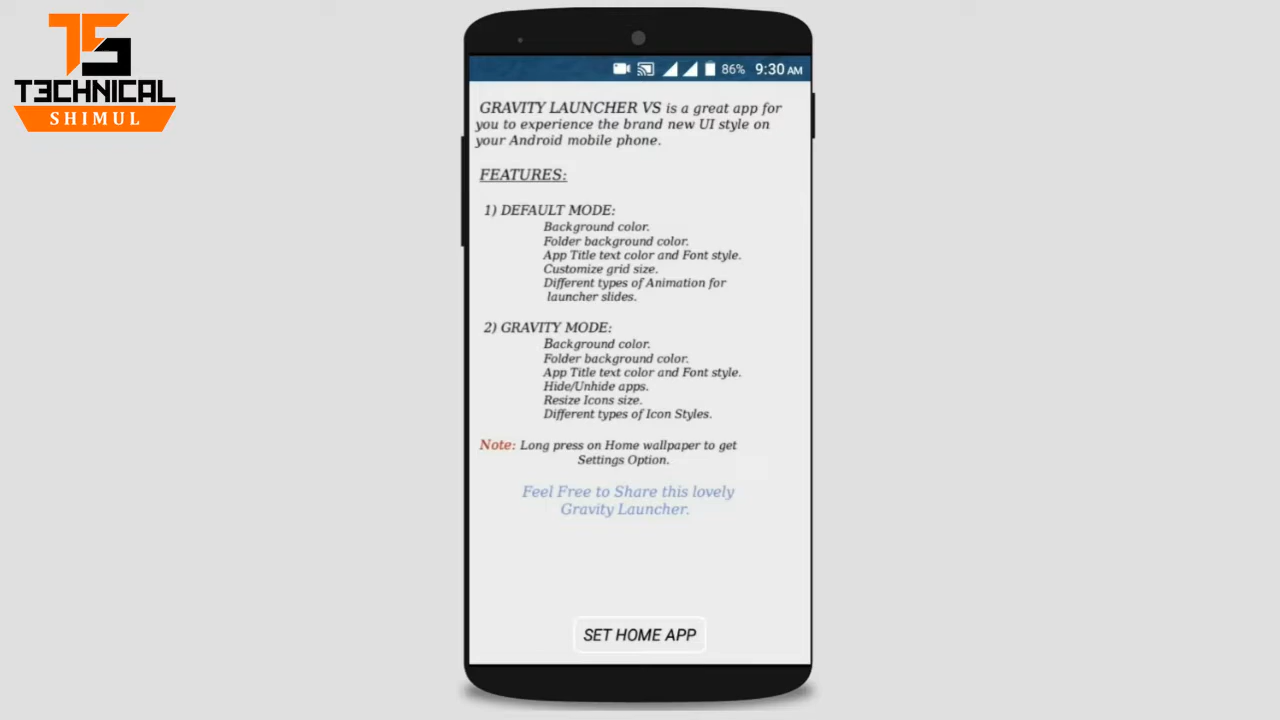 TS
T3CHNICAL
SHIMUL
86% 9:30 AM
GRAVITY LAUNCHER VS is a great app for
you to experience the brand new UI style on
your Android mobile phone.
FEATURES:
1) DEFAULT MODE:
Background color.
Folder background color.
App Title text color and Font style.
Customize grid size.
Different types of Animation for
launcher slides.
2) GRAVITY MODE:
Background color.
Folder background color.
App Title text color and Font style.
Hide/Unhide apps.
Resize Icons size.
Different types of Icon Styles.
Note: Long press on Home wallpaper to get
Settings Option.
Feel Free to Share this lovely
Gravity Launcher.
SET HOME APP